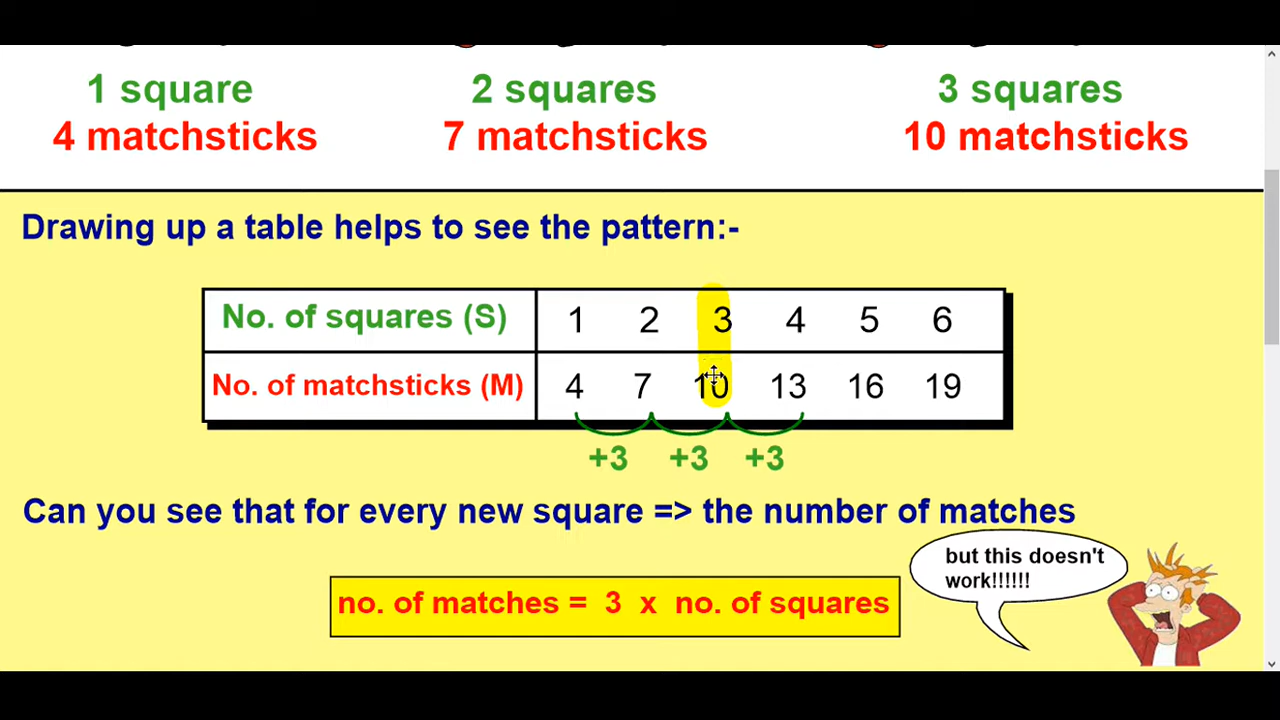 1 square 2 squares 3 squares
4 matchsticks 7 matchsticks 10 matchsticks
Drawing up a table helps to see the pattern:-
No. of squares (S) 1 2 3 4 5 6
No. of matchsticks (M) 4 7 10 13 16 19
+3 +3 +3
Can you see that for every new square => the number of matches
but this doesn't
work!!!!!!
no. of matches = 3 x no. of squares